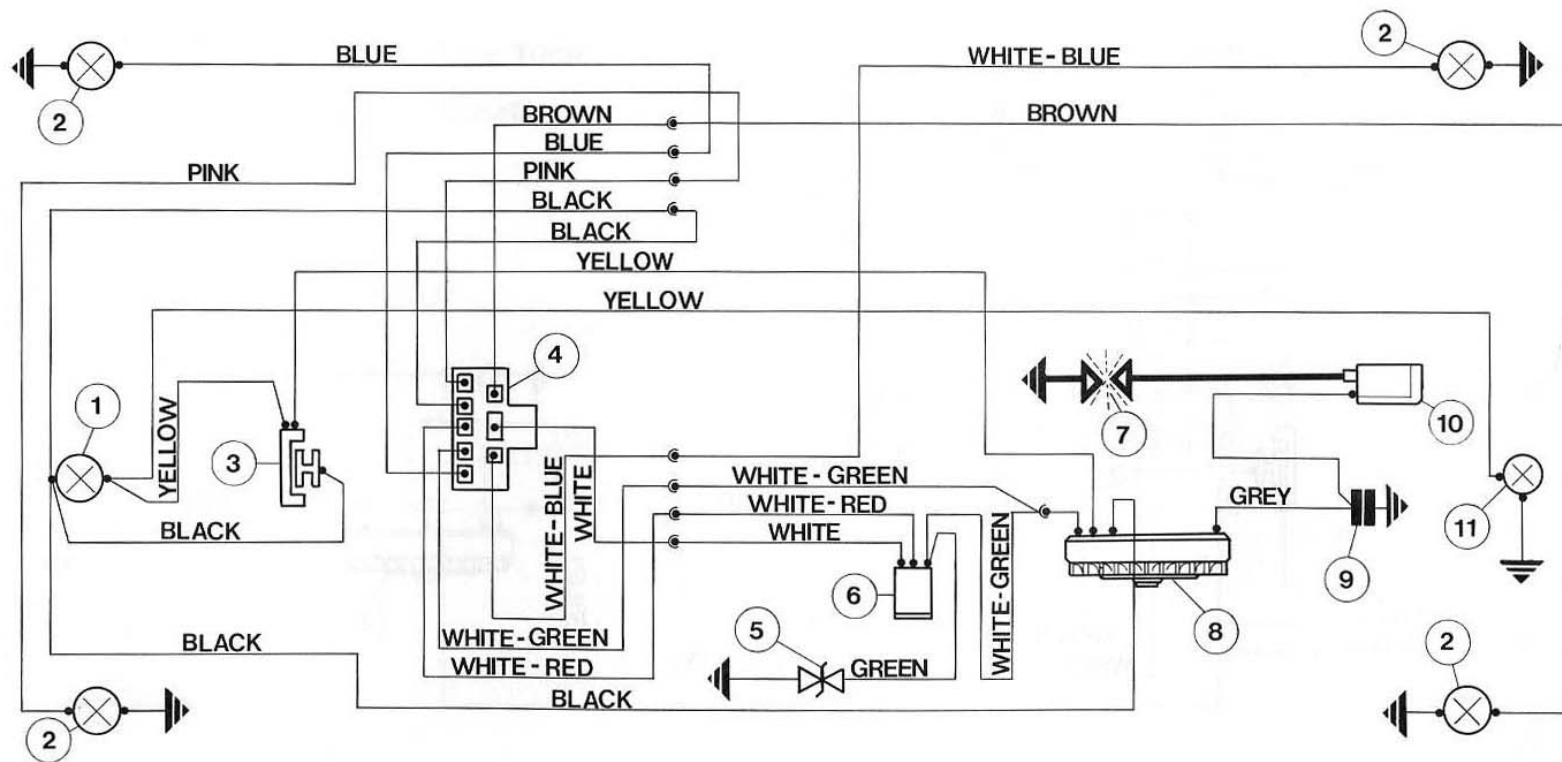 BLUE
WHITE-BLUE
2
2
2
BROWN
BROWN
BLUE
PINK
PINK
BLACK
BLACK
YELLOW
YELLOW
4
1
YELLOW
3
7
10
BLACK
WHITE-BLUE
WHITE
WHITE-GREEN
WHITE-RED
WHITE
GREY
11
9
6
8
WHITE-GREEN
5
BLACK
WHITE-GREEN
WHITE-RED
GREEN
BLACK
2
2